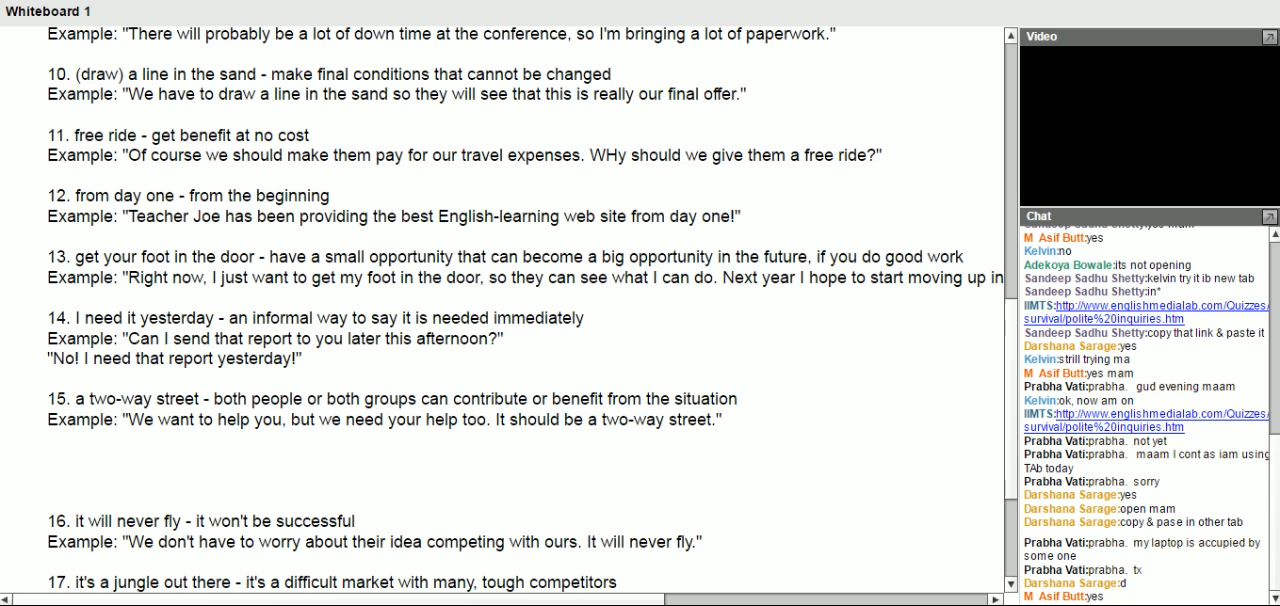 Whiteboard 1
Example: "There will probably be a lot of down time at the conference, so I'm bringing a lot of paperwork."
10. (draw) a line in the sand - make final conditions that cannot be changed
Example: "We have to draw a line in the sand so they will see that this is really our final offer."
11. free ride - get benefit at no cost
Example: "Of course we should make them pay for our travel expenses. WHy should we give them a free ride?"
12. from day one - from the beginning
Example: "Teacher Joe has been providing the best English-learning web site from day one!"
13. get your foot in the door - have a small opportunity that can become a big opportunity in the future, if you do good work
Example: "Right now, I just want to get my foot in the door, so they can see what I can do. Next year I hope to start moving up in
14. I need it yesterday - an informal way to say it is needed immediately
Example: "Can I send that report to you later this afternoon?"
"No! I need that report yesterday!"
15. a two-way street - both people or both groups can contribute or benefit from the situation
Example: "We want to help you, but we need your help too. It should be a two-way street."
16. it will never fly - it won't be successful
Example: "We don't have to worry about their idea competing with ours. It will never fly."
17. it's a jungle out there - it's a difficult market with many, tough competitors
Video
Chat
M Asif Butt:yes
Kelvin:no
Adekoya Bowale:its not opening
Sandeep Sadhu Shetty:kelvin try it ib new tab
Sandeep Sadhu Shetty:in*
IIMTS:http://www.englishmedialab.com/Quizzes/
survival/polite%20inquiries.htm
Sandeep Sadhu Shetty:copy that link & paste it
Darshana Sarage:yes
Kelvin:strill trying ma
M Asif Butt:yes mam
Prabha Vati:prabha. gud evening maam
Kelvin:ok, now am on
IIMTS:http://www.englishmedialab.com/Quizzes/
survival/polite%20inquiries.htm
Prabha Vati:prabha. not yet
Prabha Vati:prabha. maam I cont as iam using
TAb today
Prabha Vati:prabha. sorry
Darshana Sarage:yes
Darshana Sarage:open mam
Darshana Sarage:copy & pase in other tab
Prabha Vati:prabha. my laptop is accupied by
some one
Prabha Vati:prabha. tx
Darshana Sarage:d
M Asif Butt:yes